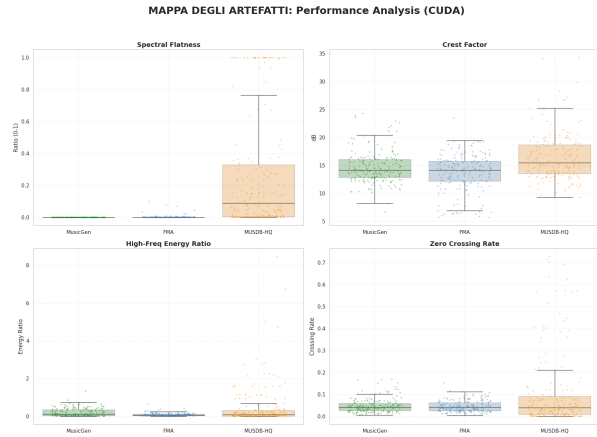 MAPPA DEGLI ARTEFATTI: Performance Analysis (CUDA)
Spectral Flatness
Ratio (0-1)
1.0
0.8
0.6
0.4
0.2
0.0
MusicGen FMA MUSDB-HQ
Crest Factor
dB
35
30
25
20
15
10
5
MusicGen FMA MUSDB-HQ
High-Freq Energy Ratio
Energy Ratio
8
6
4
2
0
MusicGen FMA MUSDB-HQ
Zero Crossing Rate
Crossing Rate
0.7
0.6
0.5
0.4
0.3
0.2
0.1
0.0
MusicGen FMA MUSDB-HQ